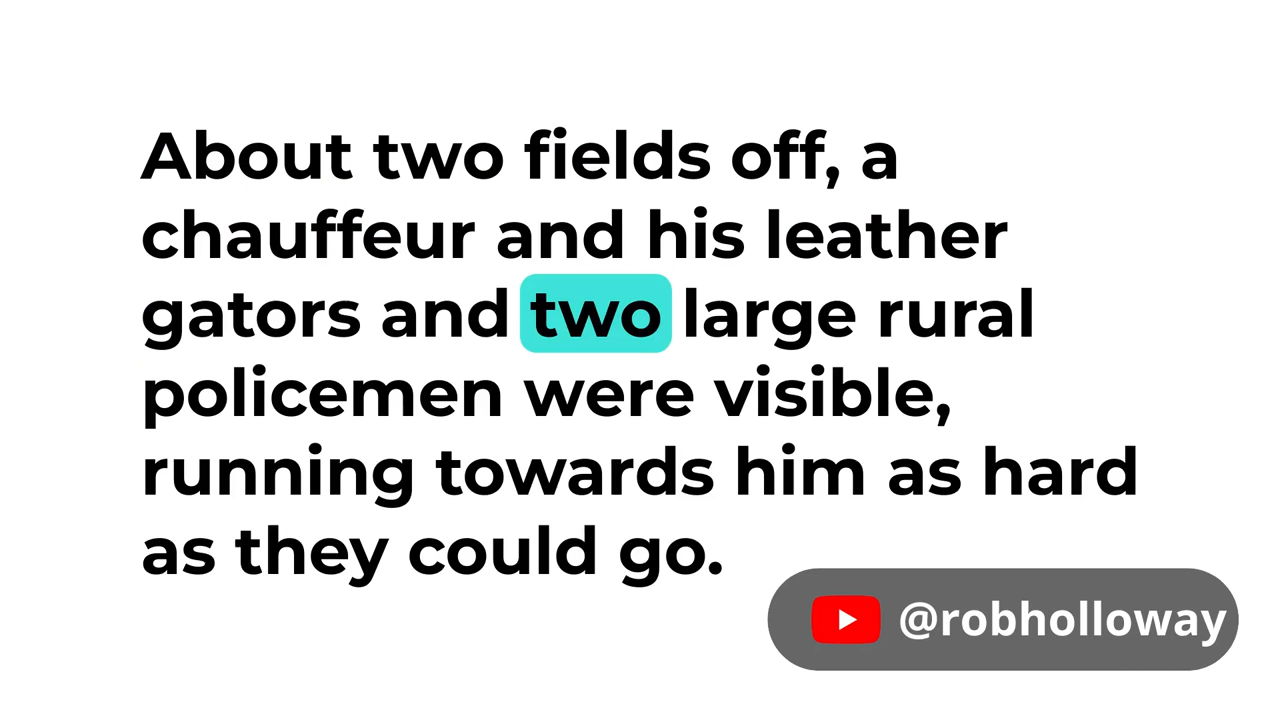 About two fields off, a
chauffeur and his leather
gators and two large rural
policemen were visible,
running towards him as hard
as they could go.
@robholloway